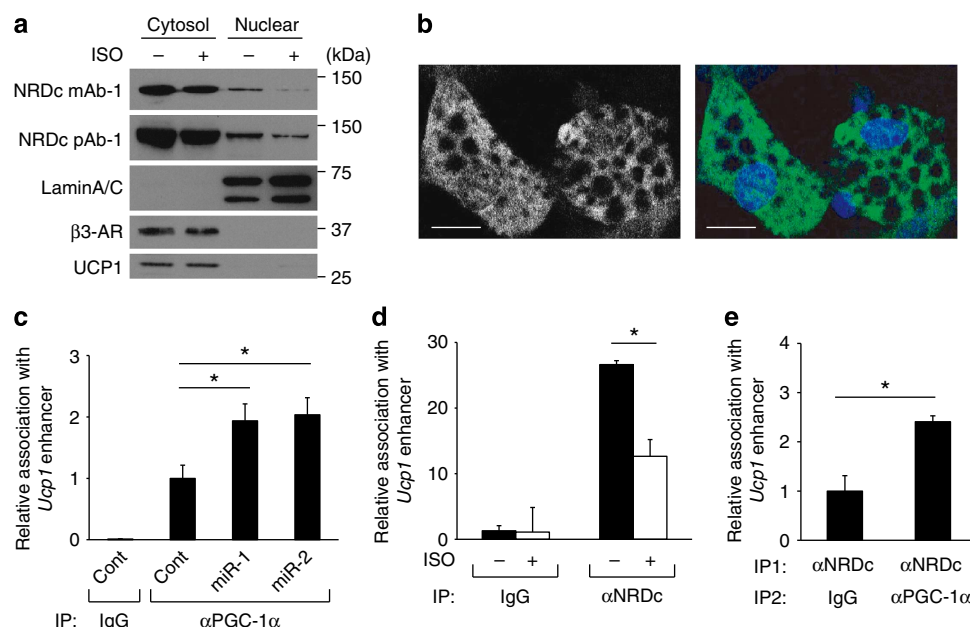 a
Cytosol Nuclear
ISO – + – + (kDa)
NRDc mAb-1 150
NRDc pAb-1 150
LaminA/C 75
β3-AR 37
UCP1 25
b
c
Relative association with
Ucp1 enhancer
3
2
1
0
Cont Cont miR-1 miR-2
* *
IP: IgG αPGC-1α
d
Relative association with
Ucp1 enhancer
30
20
10
0
*
ISO – + – +
IP: IgG αNRDc
e
Relative association with
Ucp1 enhancer
4
3
2
1
0
*
IP1: αNRDc αNRDc
IP2: IgG αPGC-1α